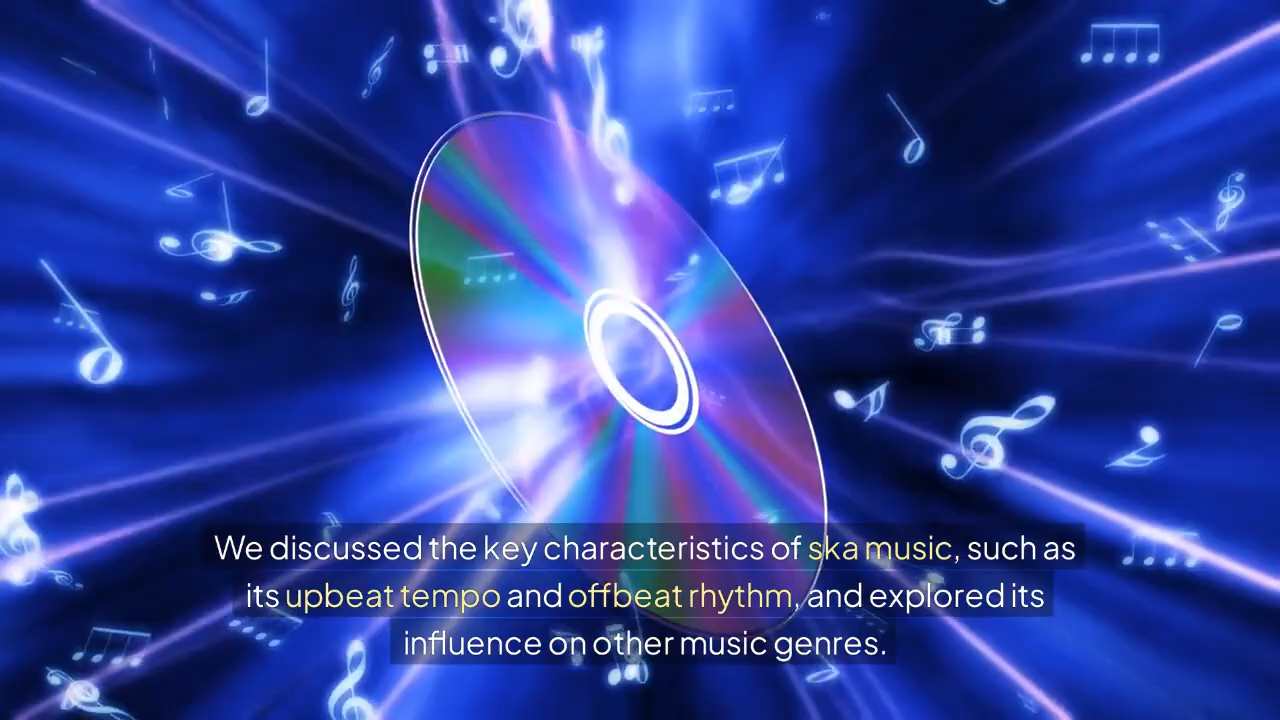 We discussed the key characteristics of ska music, such as
its upbeat tempo and offbeat rhythm, and explored its
influence on other music genres.